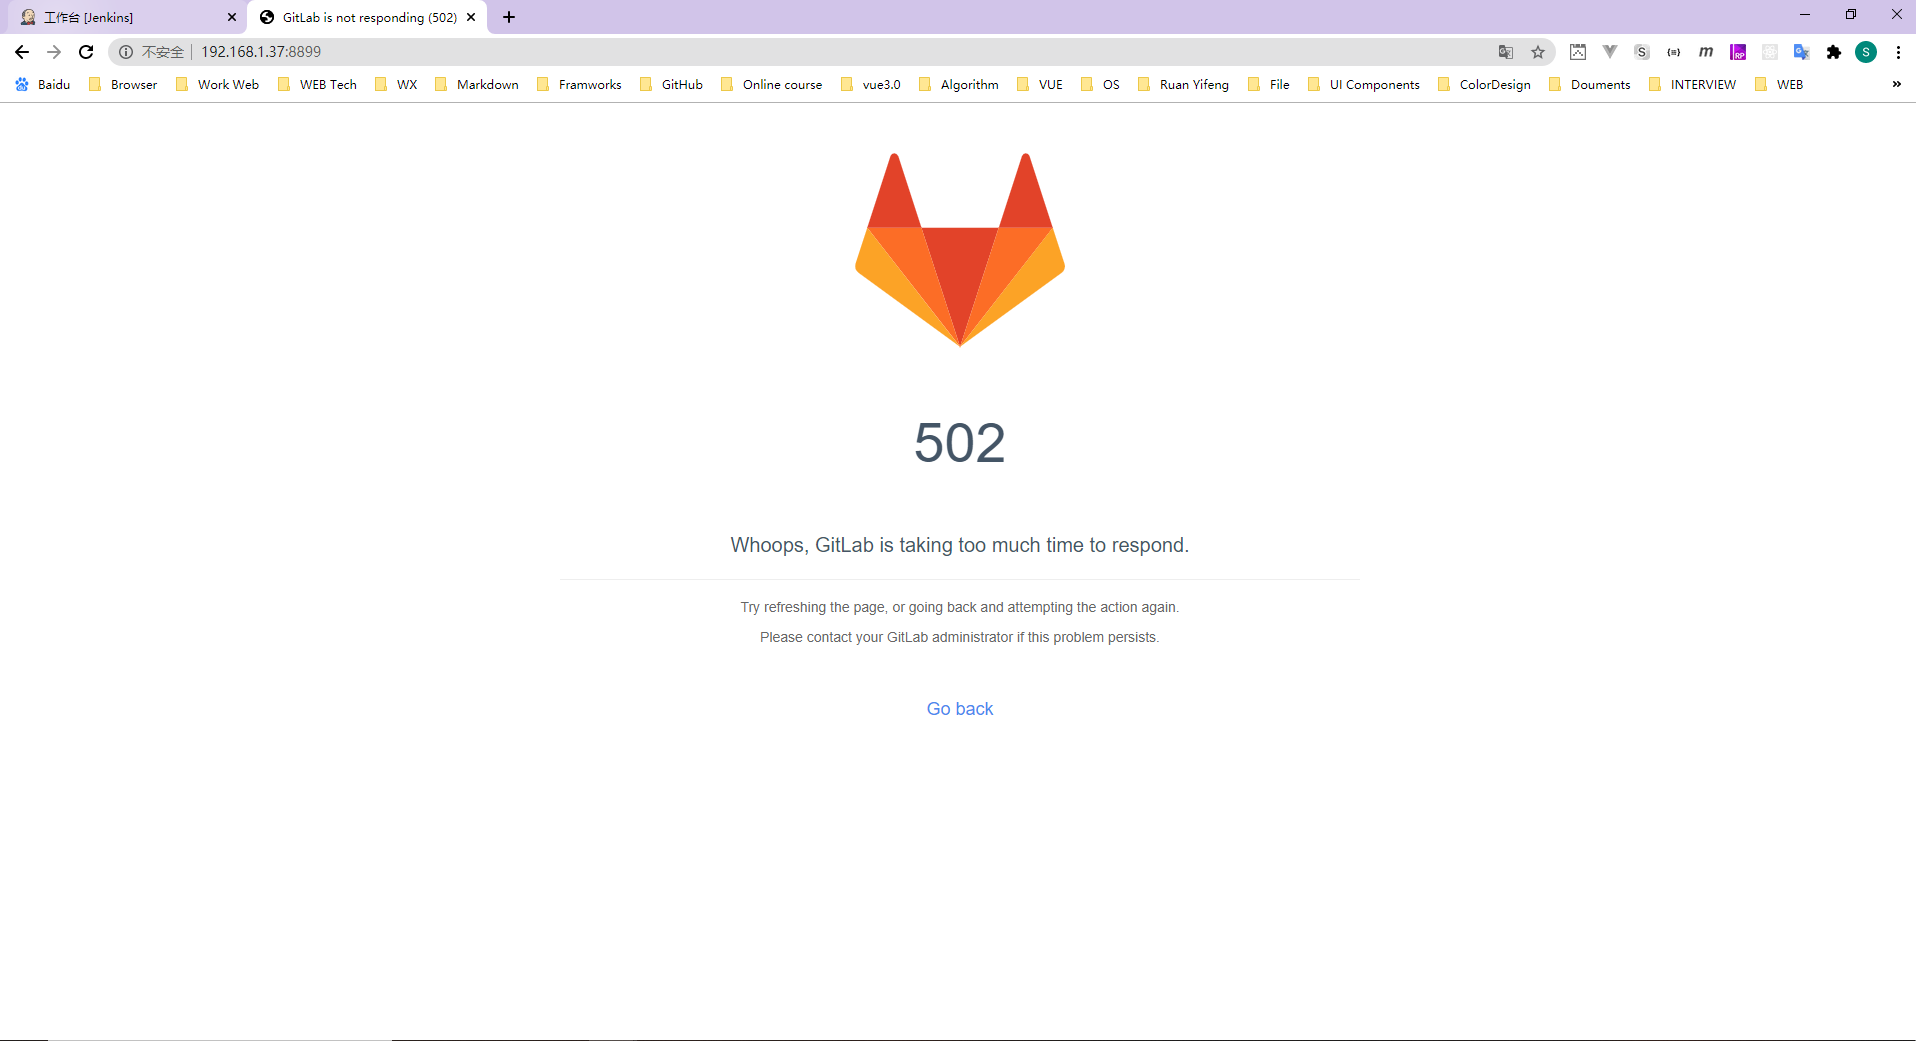 工作台 [Jenkins]
GitLab is not responding (502)
不安全 192.168.1.37:8899
S
m
RP
S
Baidu Browser Work Web WEB Tech WX Markdown Framworks GitHub Online course vue3.0 Algorithm VUE OS Ruan Yifeng File UI Components ColorDesign Douments INTERVIEW WEB
502
Whoops, GitLab is taking too much time to respond.
Try refreshing the page, or going back and attempting the action again.
Please contact your GitLab administrator if this problem persists.
Go back